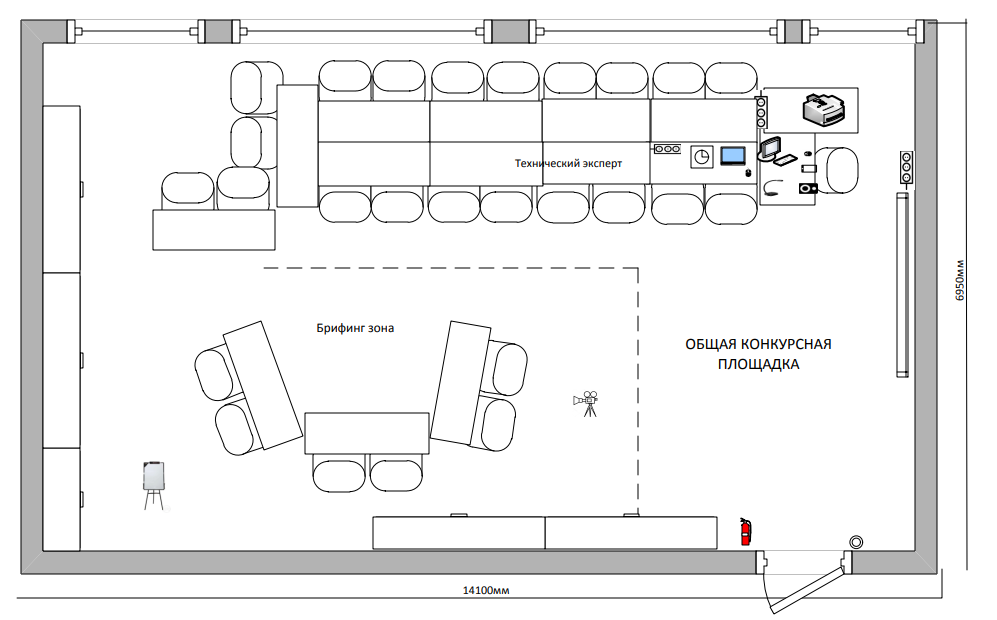 Технический эксперт
Брифинг зона
ОБЩАЯ КОНКУРСНАЯ
ПЛОЩАДКА
6950мм
14100мм